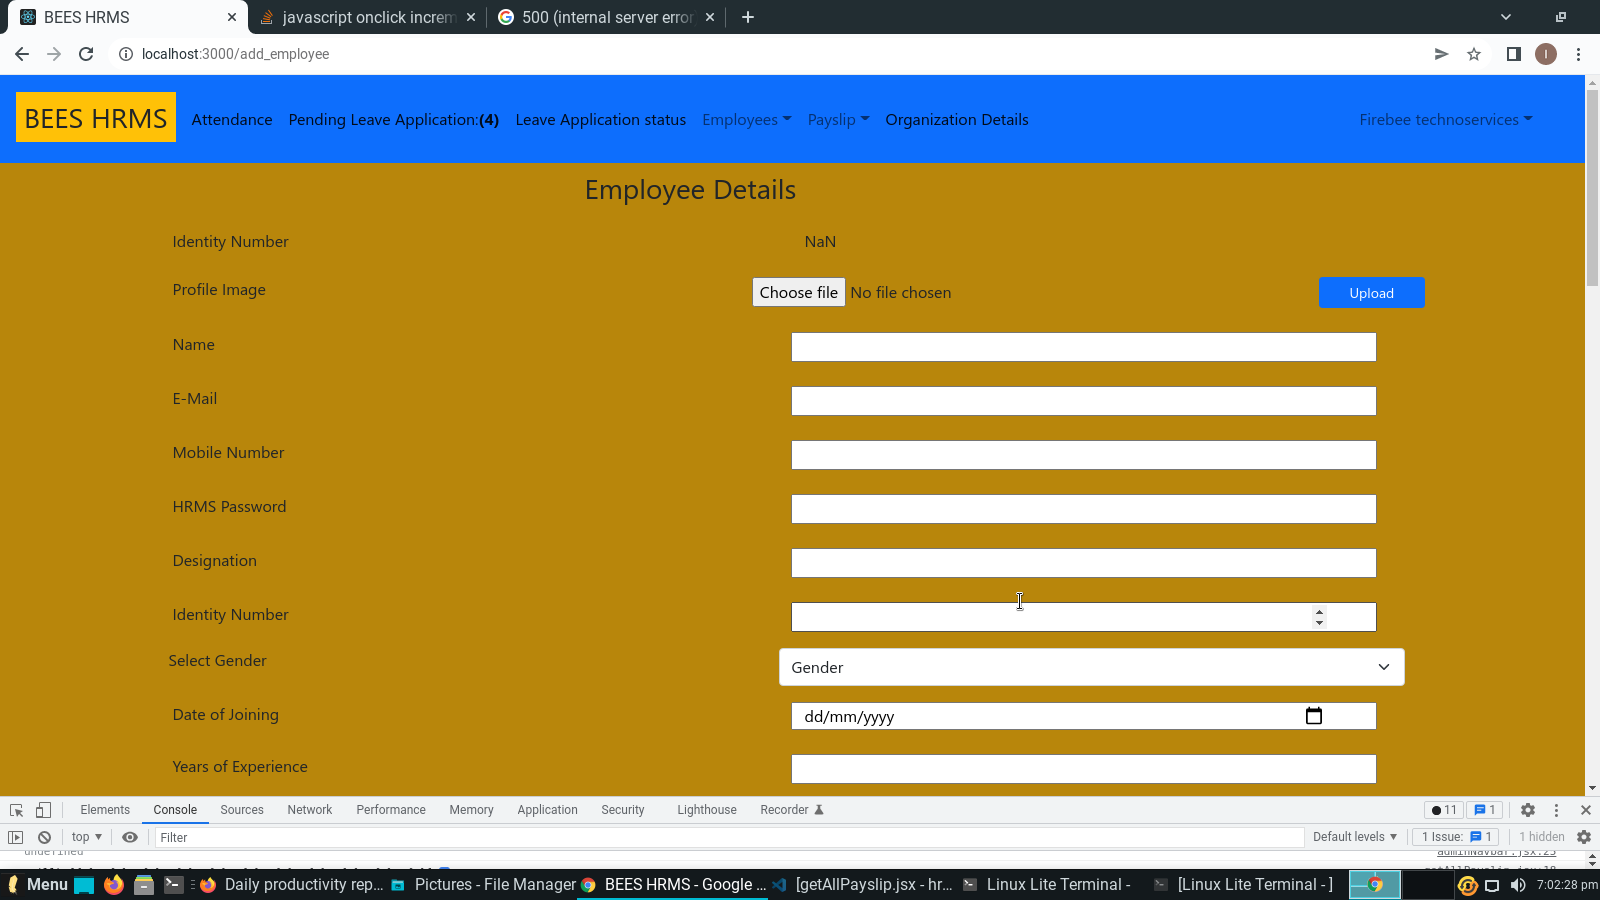 BEES HRMS
javascript onclick increm
500 (internal server error
localhost:3000/add_employee
I
BEES HRMS
Attendance
Pending Leave Application:(4)
Leave Application status
Employees
Payslip
Organization Details
Firebee technoservices
Employee Details
Identity Number
NaN
Profile Image
Choose file No file chosen
Upload
Name
E-Mail
Mobile Number
HRMS Password
Designation
Identity Number
Select Gender
Gender
Date of Joining
dd/mm/yyyy
Years of Experience
Elements
Console
Sources
Network
Performance
Memory
Application
Security
Lighthouse
Recorder
11
1
top
Filter
Default levels
1 Issue:
1
1 hidden
undefined
adminNavbar.jsx:25
Menu
Daily productivity rep...
Pictures - File Manager
BEES HRMS - Google ...
[getAllPayslip.jsx - hr...
Linux Lite Terminal -
[Linux Lite Terminal - ]
7:02:28 pm